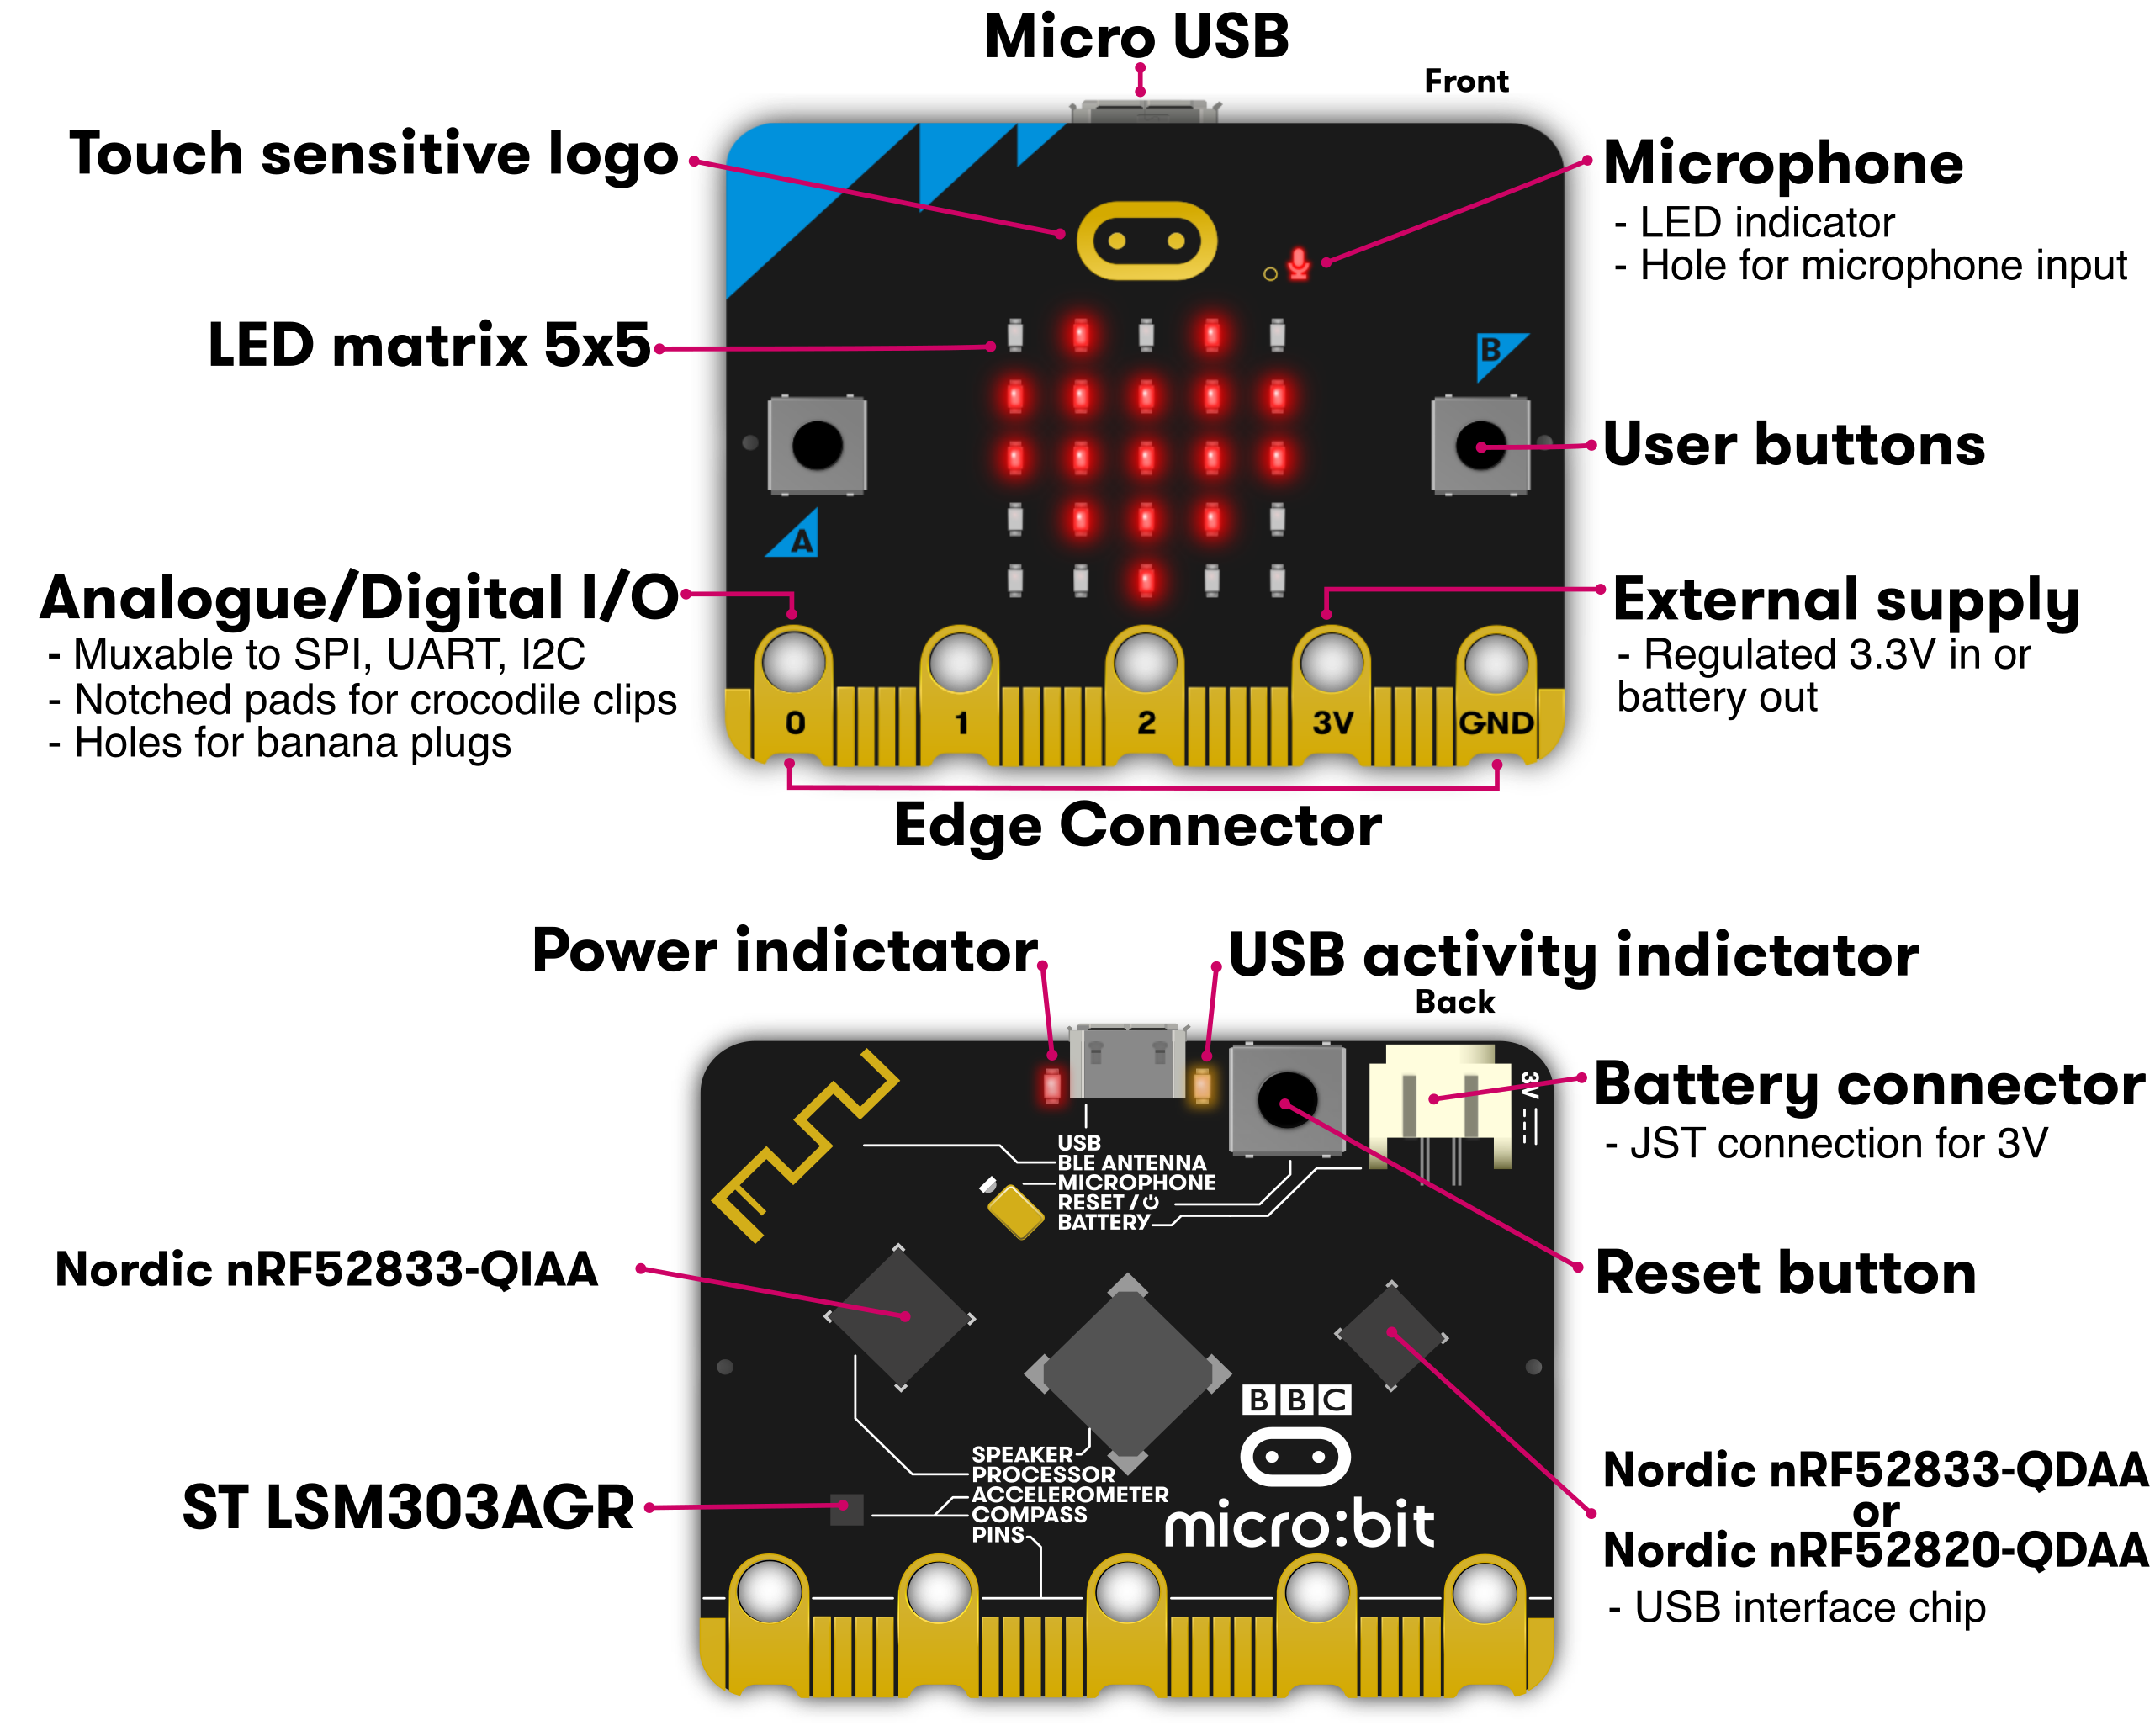 Micro USB
Front
Touch sensitive logo
Microphone
- LED indicator
- Hole for microphone input
LED matrix 5x5
B
User buttons
A
Analogue/Digital I/O
- Muxable to SPI, UART, I2C
- Notched pads for crocodile clips
- Holes for banana plugs
External supply
- Regulated 3.3V in or
battery out
0 1 2 3V GND
Edge Connector
Power indictator
USB activity indictator
Back
Battery connector
- JST connection for 3V
3V
USB
BLE ANTENNA
MICROPHONE
RESET /
BATTERY
Nordic nRF52833-QIAA
Reset button
BBC
SPEAKER
PROCESSOR
ACCELEROMETER
COMPASS
PINS
micro:bit
ST LSM303AGR
Nordic nRF52833-QDAA
or
Nordic nRF52820-QDAA
- USB interface chip